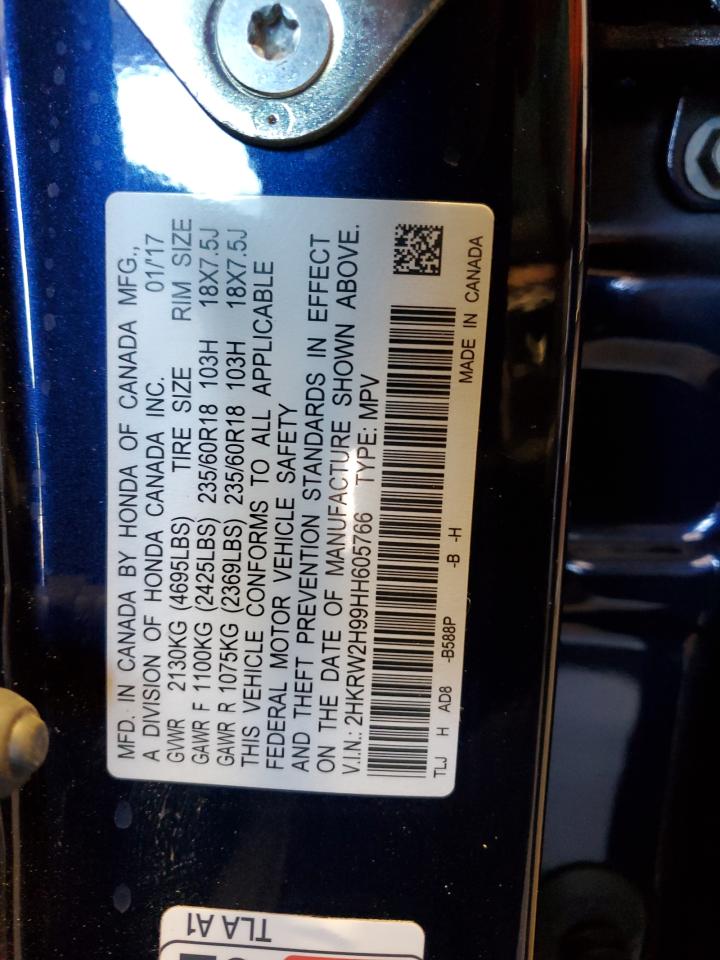 MFD. IN CANADA BY HONDA OF CANADA MFG.,
A DIVISION OF HONDA CANADA INC. 01/17
GVWR 2130KG (4695LBS) TIRE SIZE RIM SIZE
GAWR F 1100KG (2425LBS) 235/60R18 103H 18X7.5J
GAWR R 1075KG (2369LBS) 235/60R18 103H 18X7.5J
THIS VEHICLE CONFORMS TO ALL APPLICABLE
FEDERAL MOTOR VEHICLE SAFETY
AND THEFT PREVENTION STANDARDS IN EFFECT
ON THE DATE OF MANUFACTURE SHOWN ABOVE.
V.I.N.: 2HKRW2H99HH605766 TYPE: MPV
TLJ H AD8 -B588P -B -H MADE IN CANADA
TLA A1